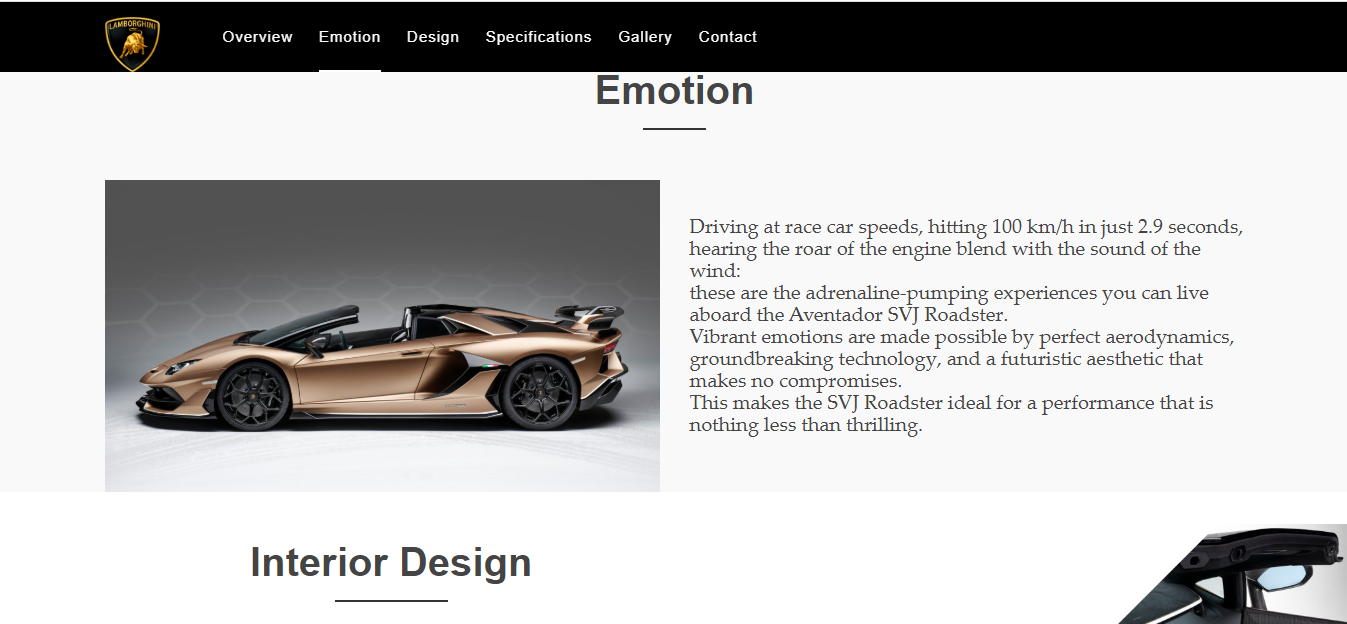 LAMBORGHINI
Overview Emotion Design Specifications Gallery Contact
Emotion
Driving at race car speeds, hitting 100 km/h in just 2.9 seconds,
hearing the roar of the engine blend with the sound of the
wind:
these are the adrenaline-pumping experiences you can live
aboard the Aventador SVJ Roadster.
Vibrant emotions are made possible by perfect aerodynamics,
groundbreaking technology, and a futuristic aesthetic that
makes no compromises.
This makes the SVJ Roadster ideal for a performance that is
nothing less than thrilling.
Interior Design